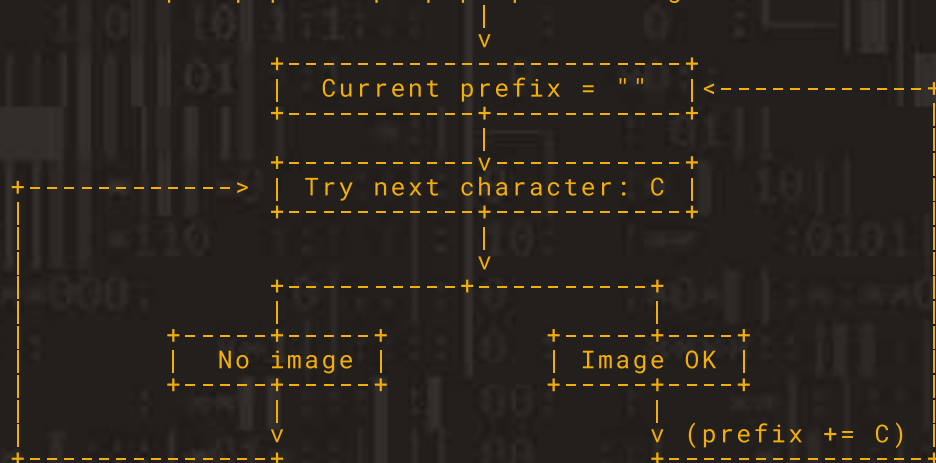 Current prefix = ""
Try next character: C
No image
Image OK
(prefix += C)